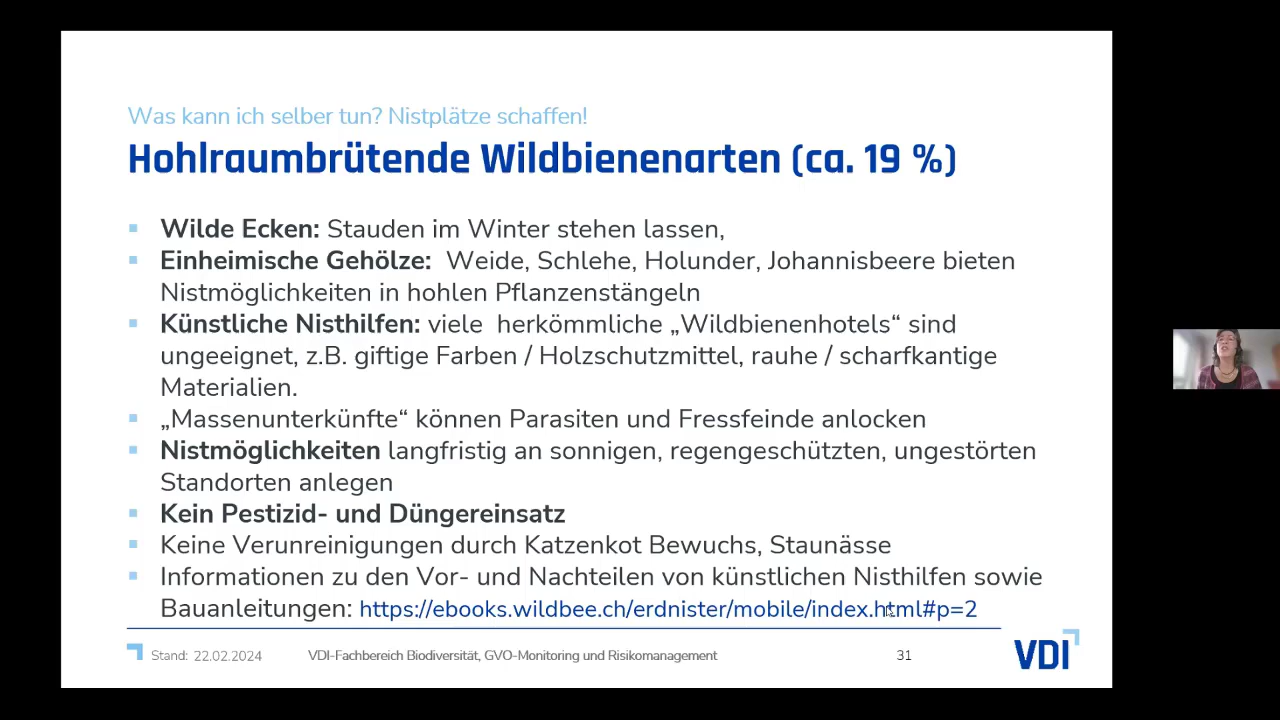 Was kann ich selber tun? Nistplätze schaffen!
Hohlraumbrütende Wildbienenarten (ca. 19 %)
Wilde Ecken: Stauden im Winter stehen lassen,
Einheimische Gehölze: Weide, Schlehe, Holunder, Johannisbeere bieten
Nistmöglichkeiten in hohlen Pflanzenstängeln
Künstliche Nisthilfen: viele herkömmliche „Wildbienenhotels“ sind
ungeeignet, z.B. giftige Farben / Holzschutzmittel, rauhe / scharfkantige
Materialien.
„Massenunterkünfte“ können Parasiten und Fressfeinde anlocken
Nistmöglichkeiten langfristig an sonnigen, regengeschützten, ungestörten
Standorten anlegen
Kein Pestizid- und Düngereinsatz
Keine Verunreinigungen durch Katzenkot Bewuchs, Staunässe
Informationen zu den Vor- und Nachteilen von künstlichen Nisthilfen sowie
Bauanleitungen: https://ebooks.wildbee.ch/erdnister/mobile/index.html#p=2
Stand: 22.02.2024 VDI-Fachbereich Biodiversität, GVO-Monitoring und Risikomanagement 31
VDI